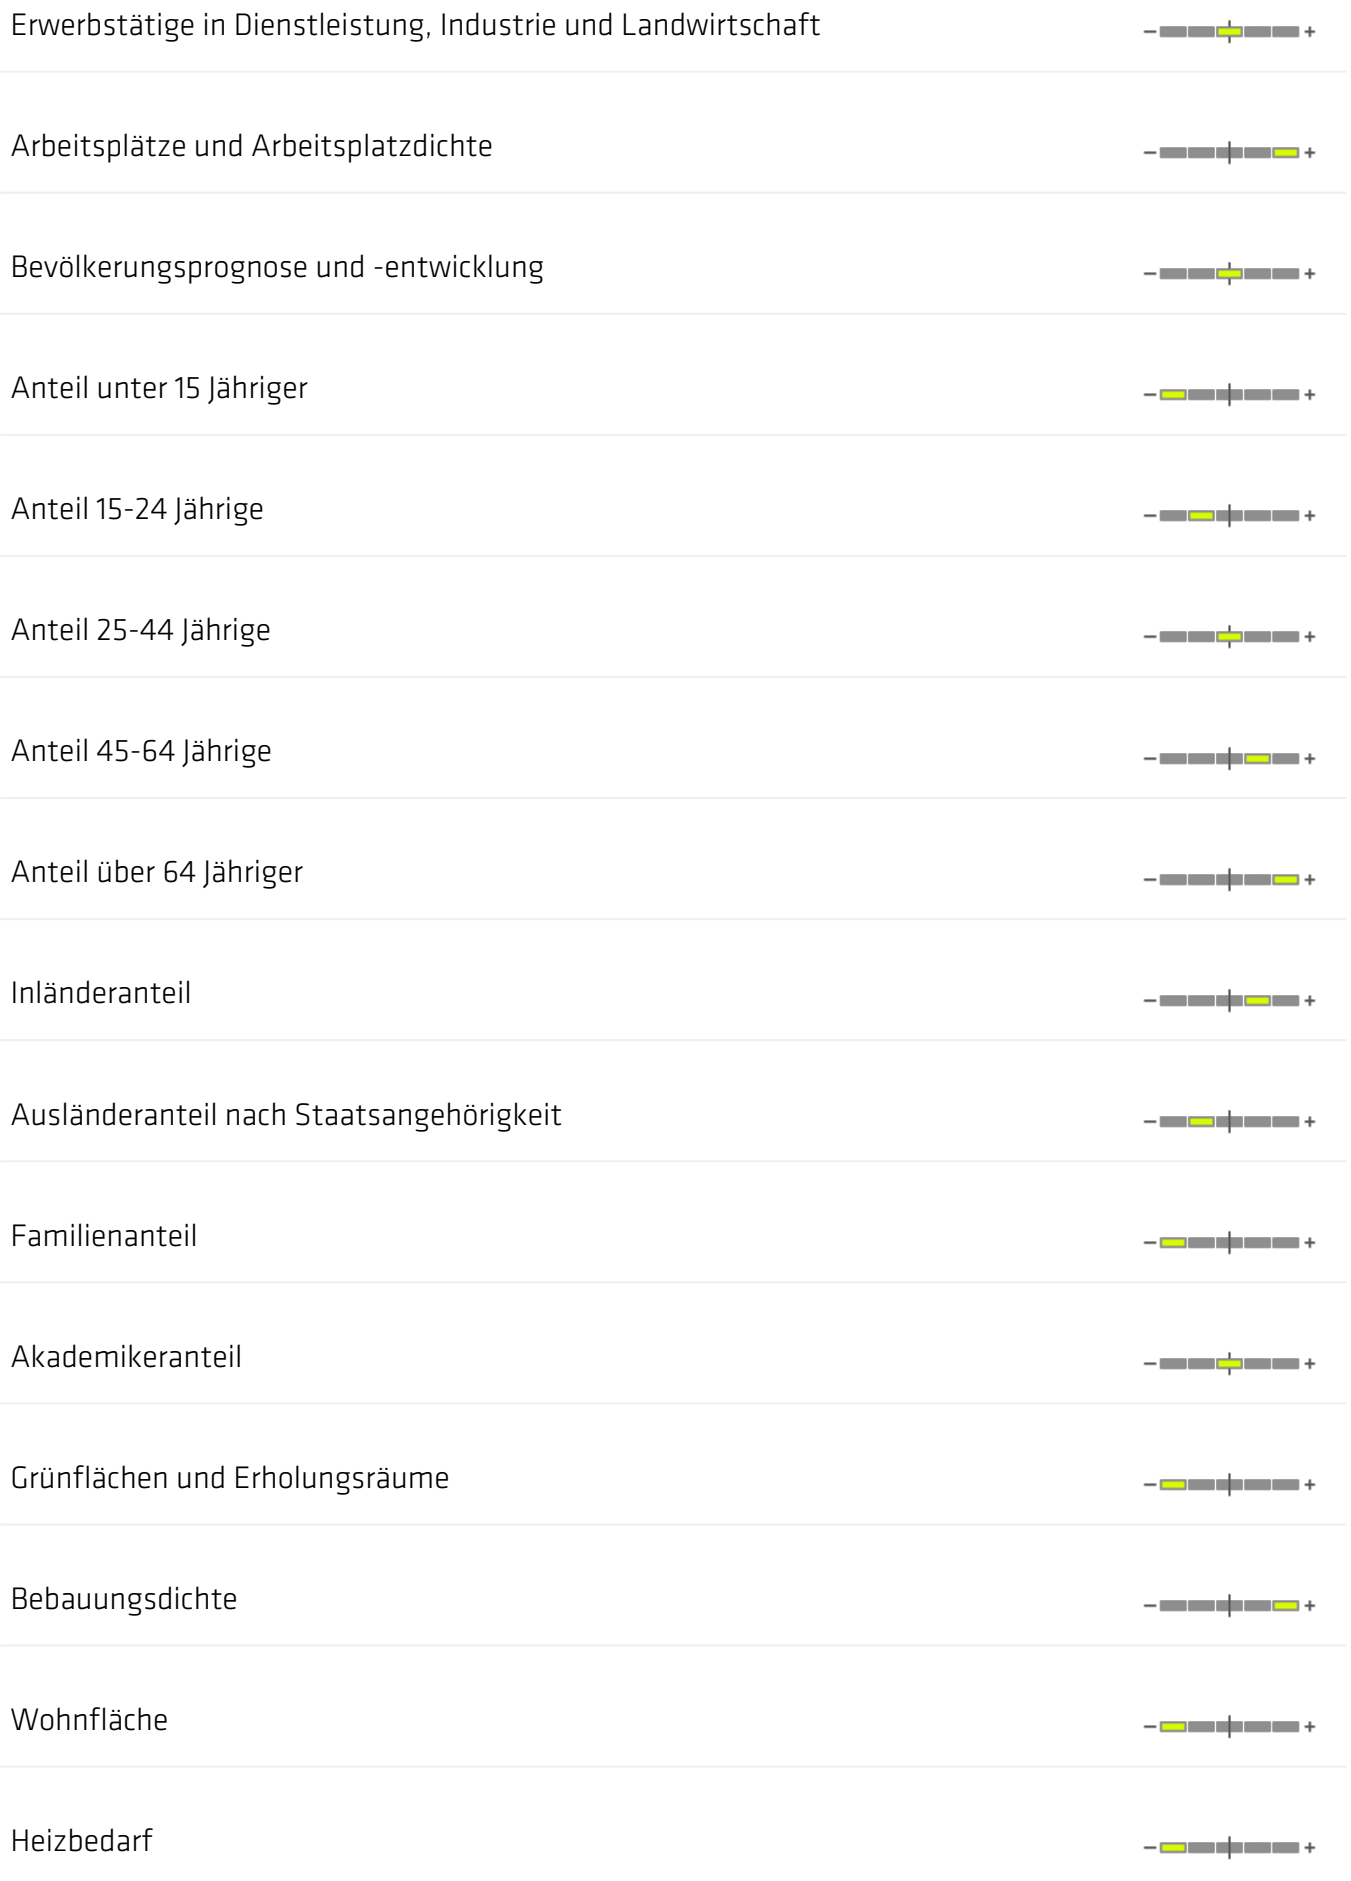 Erwerbstätige in Dienstleistung, Industrie und Landwirtschaft
– +
Arbeitsplätze und Arbeitsplatzdichte
– +
Bevölkerungsprognose und -entwicklung
– +
Anteil unter 15 Jähriger
– +
Anteil 15-24 Jährige
– +
Anteil 25-44 Jährige
– +
Anteil 45-64 Jährige
– +
Anteil über 64 Jähriger
– +
Inländeranteil
– +
Ausländeranteil nach Staatsangehörigkeit
– +
Familienanteil
– +
Akademikeranteil
– +
Grünflächen und Erholungsräume
– +
Bebauungsdichte
– +
Wohnfläche
– +
Heizbedarf
– +